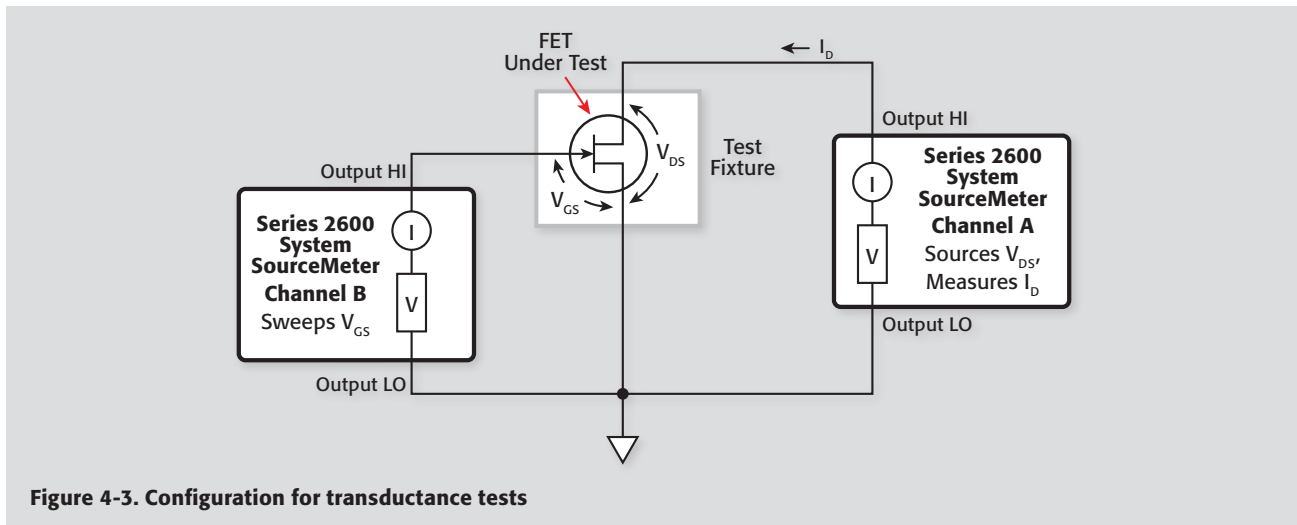 FET
Under Test
I_D
Output HI
Series 2600
System
SourceMeter
Channel A
Sources V_DS,
Measures I_D
I
V
Output LO
V_DS
V_GS
Test
Fixture
Output HI
Series 2600
System
SourceMeter
Channel B
Sweeps V_GS
I
V
Output LO
Figure 4-3. Configuration for transductance tests